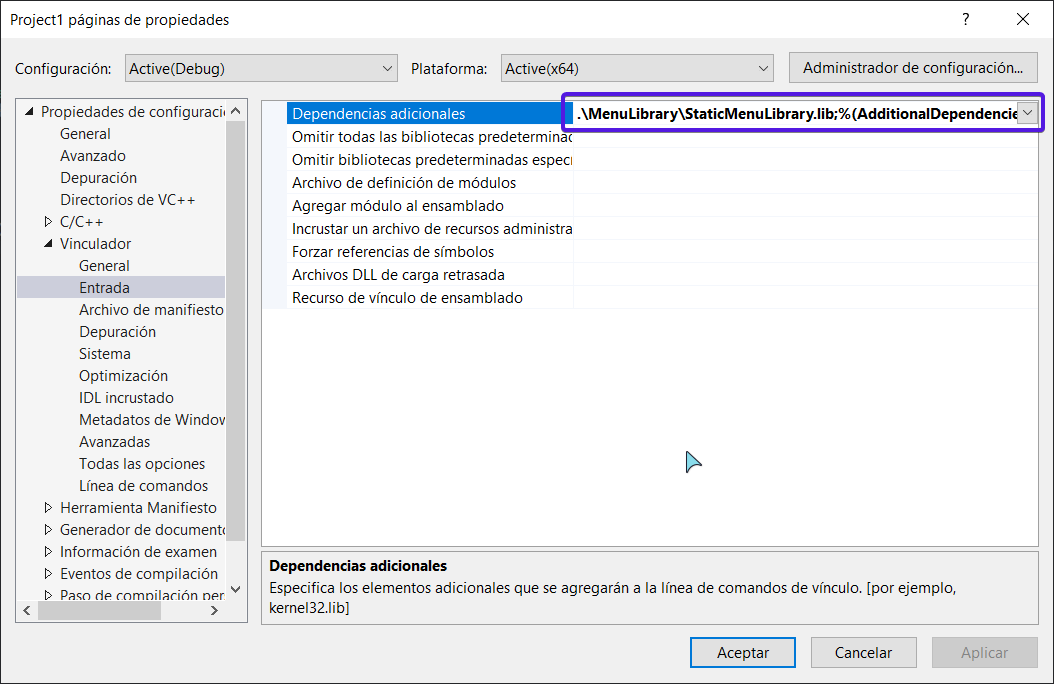 Project1 páginas de propiedades
?
Configuración:
Active(Debug)
Plataforma:
Active(x64)
Administrador de configuración...
Propiedades de configuraci
General
Avanzado
Depuración
Directorios de VC++
C/C++
Vinculador
General
Entrada
Archivo de manifiesto
Depuración
Sistema
Optimización
IDL incrustado
Metadatos de Window
Avanzadas
Todas las opciones
Línea de comandos
Herramienta Manifiesto
Generador de documento
Información de examen
Eventos de compilación
Paso de compilación per
Dependencias adicionales
.\MenuLibrary\StaticMenuLibrary.lib;%(AdditionalDependencie
Omitir todas las bibliotecas predeterminad
Omitir bibliotecas predeterminadas especi
Archivo de definición de módulos
Agregar módulo al ensamblado
Incrustar un archivo de recursos administra
Forzar referencias de símbolos
Archivos DLL de carga retrasada
Recurso de vínculo de ensamblado
Dependencias adicionales
Especifica los elementos adicionales que se agregarán a la línea de comandos de vínculo. [por ejemplo,
kernel32.lib]
Aceptar
Cancelar
Aplicar